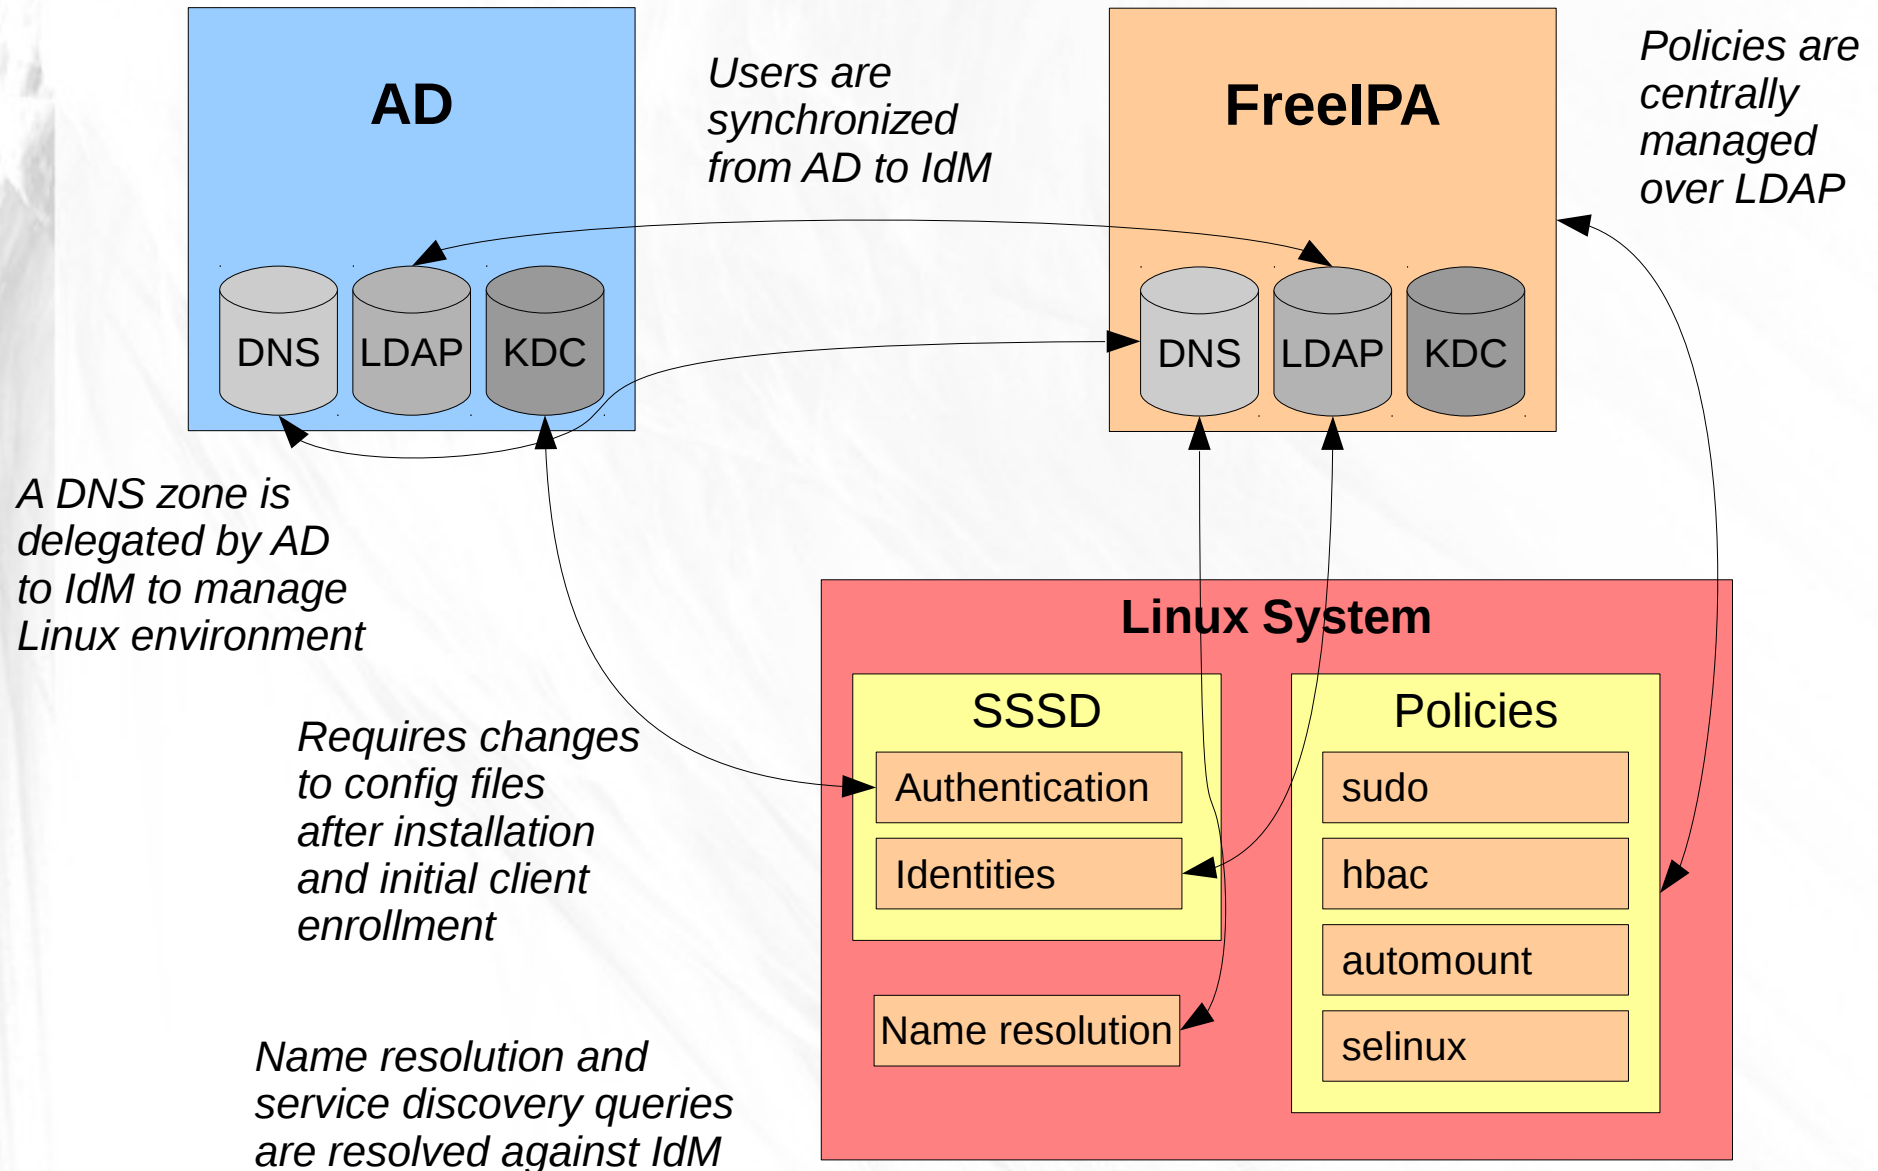 AD
Users are
synchronized
from AD to IdM
FreeIPA
Policies are
centrally
managed
over LDAP
DNS
LDAP
KDC
DNS
LDAP
KDC
A DNS zone is
delegated by AD
to IdM to manage
Linux environment
Linux System
SSSD
Authentication
Identities
Name resolution
Policies
sudo
hbac
automount
selinux
Requires changes
to config files
after installation
and initial client
enrollment
Name resolution and
service discovery queries
are resolved against IdM